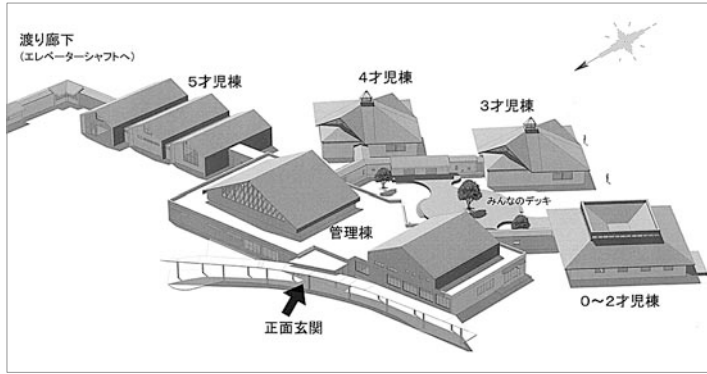 渡り廊下
(エレベーターシャフトへ)
5才児棟
4才児棟
3才児棟
みんなのデッキ
管理棟
0〜2才児棟
正面玄関